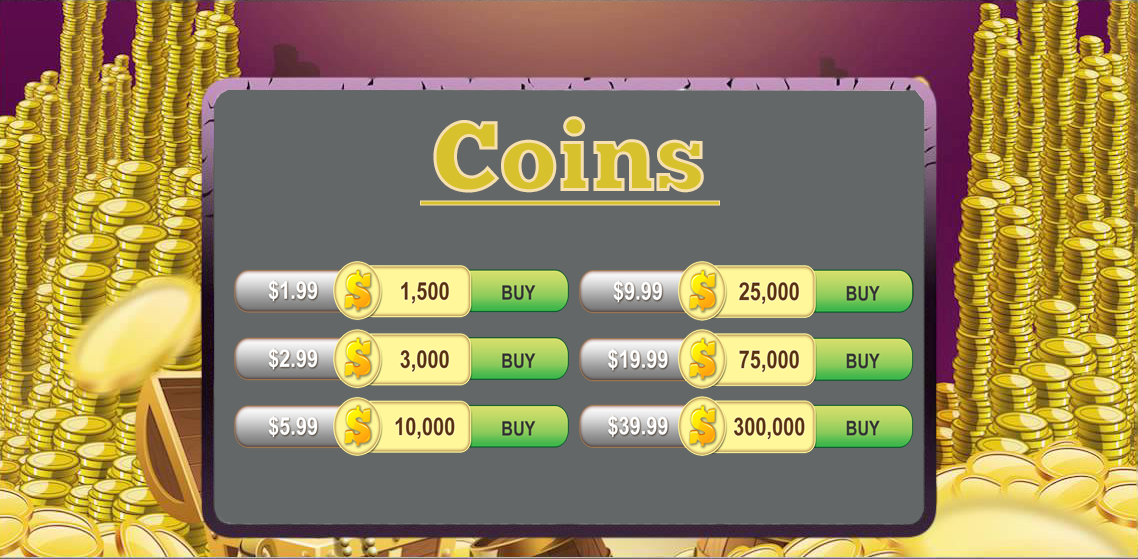 Coins
$1.99 $ 1,500 BUY
$9.99 $ 25,000 BUY
$2.99 $ 3,000 BUY
$19.99 $ 75,000 BUY
$5.99 $ 10,000 BUY
$39.99 $ 300,000 BUY